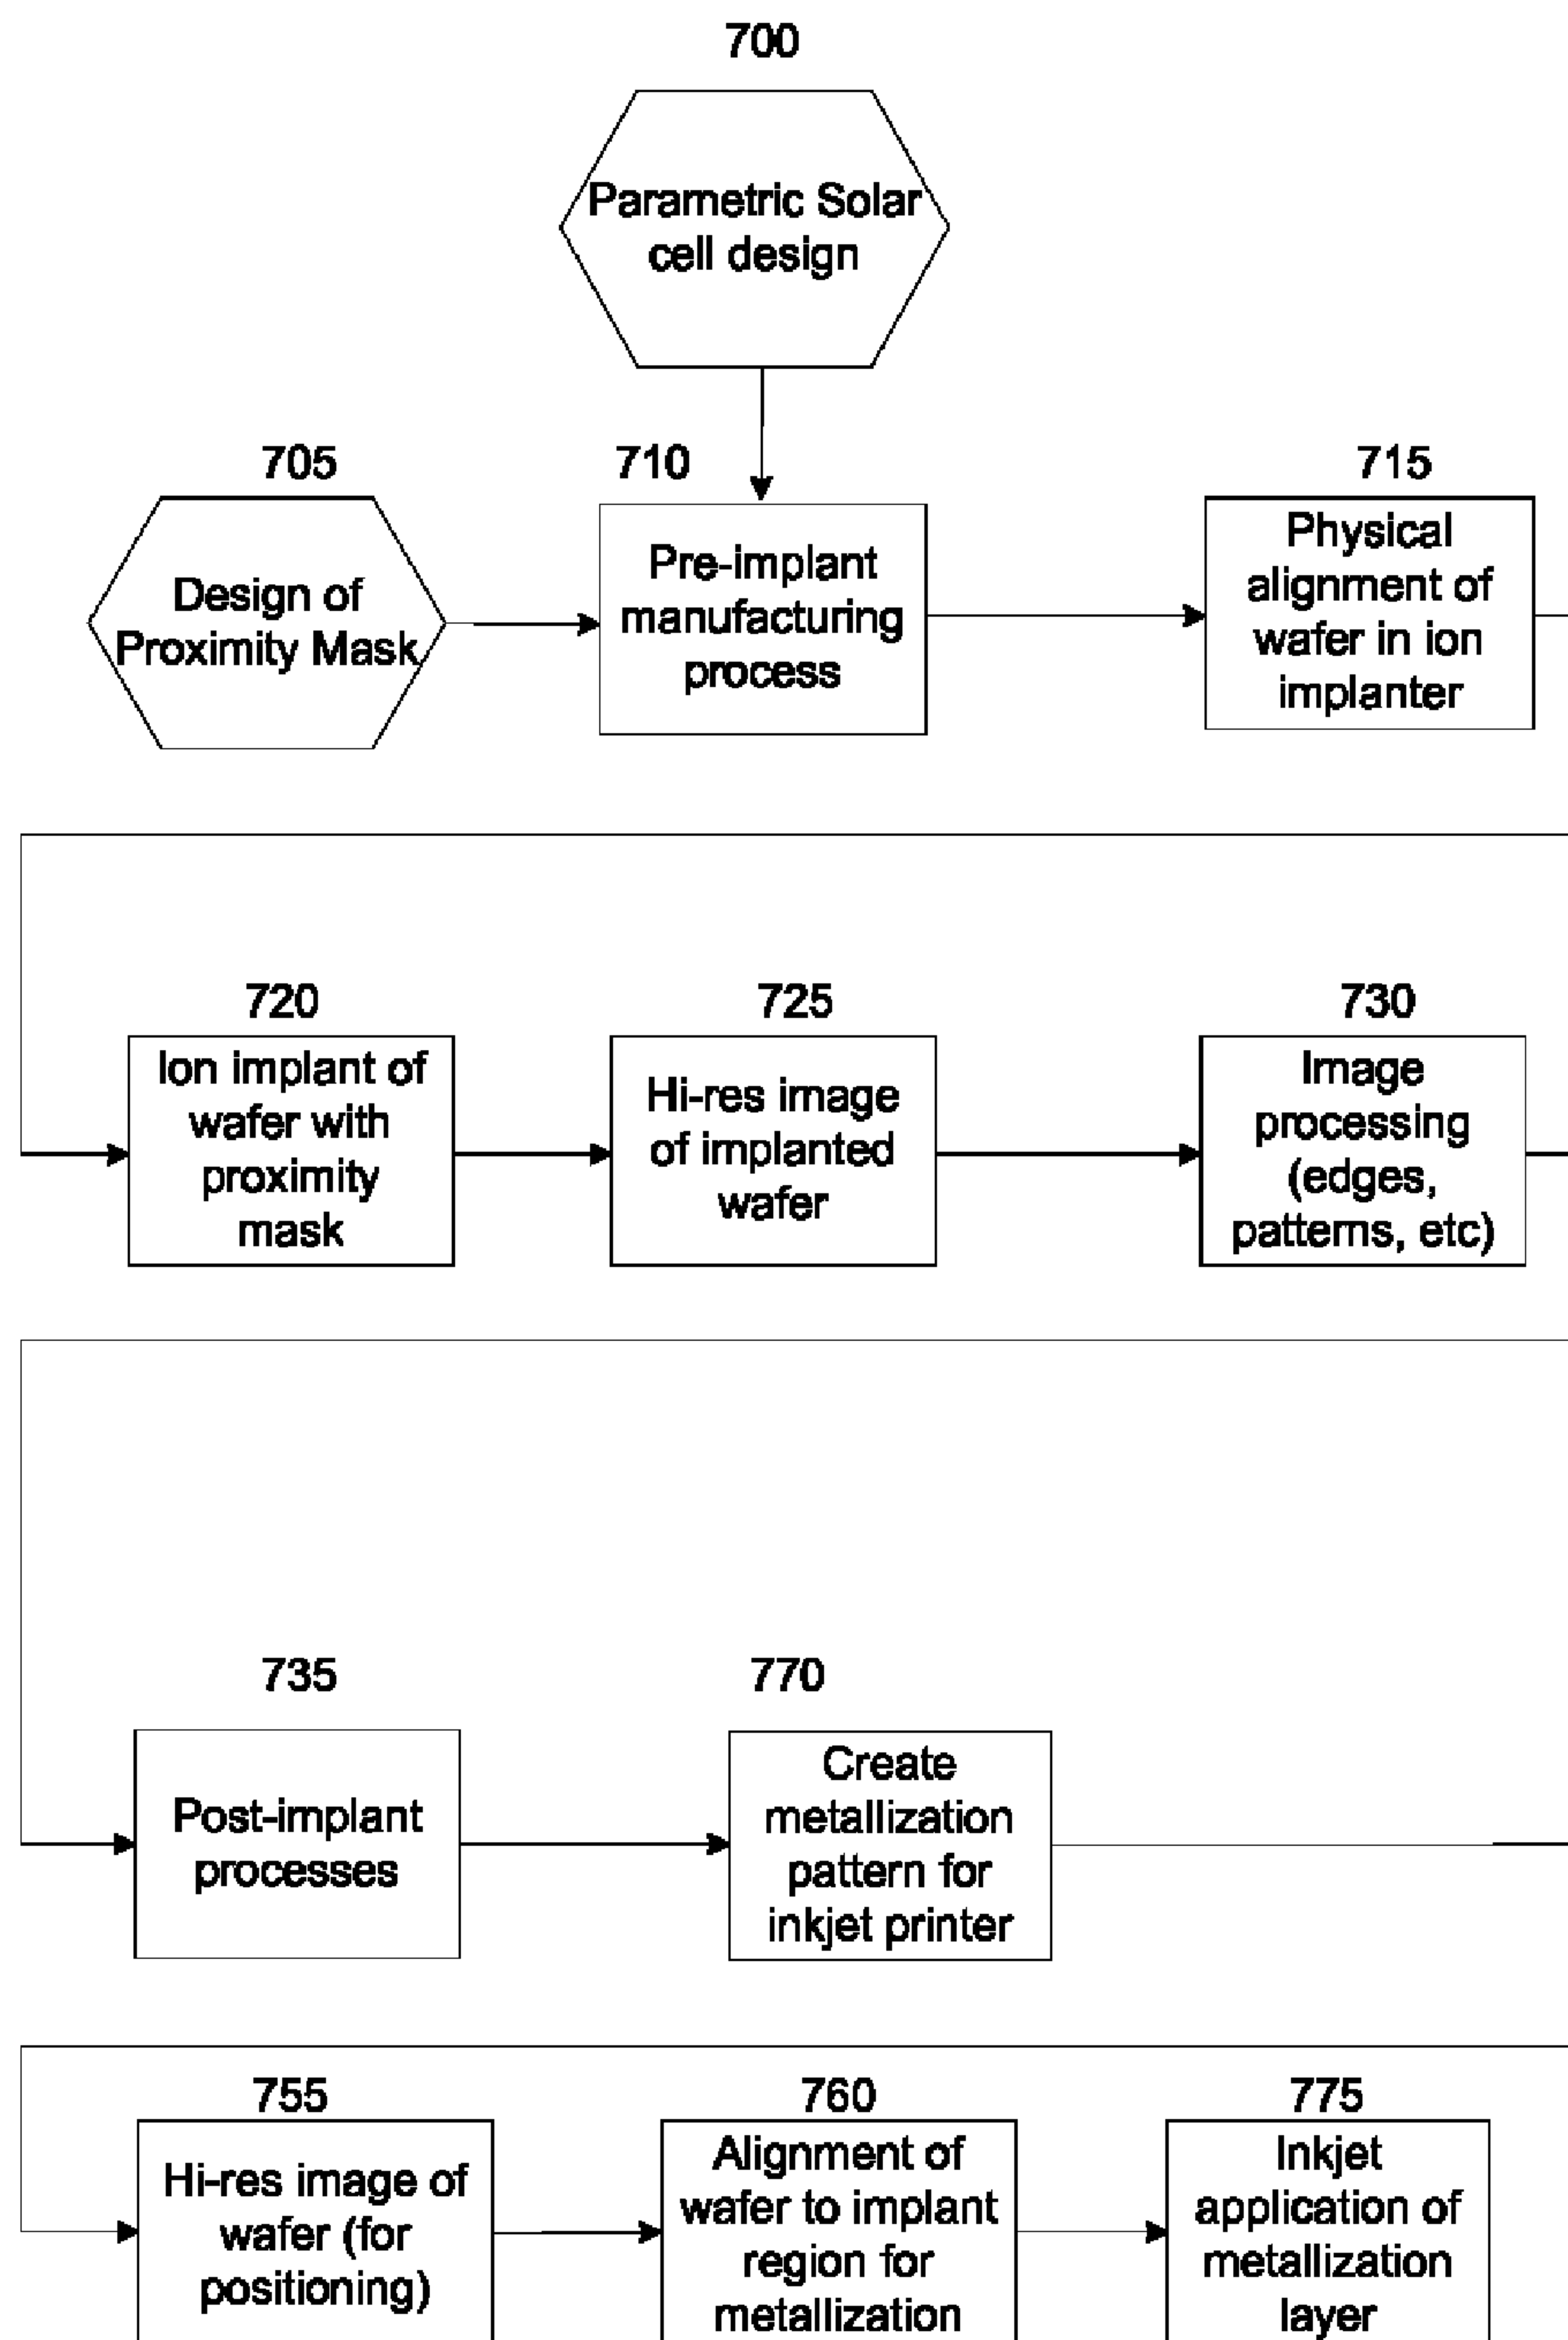 700
Parametric Solar
cell design
705
Design of
Proximity Mask
710
Pre-implant
manufacturing
process
715
Physical
alignment of
wafer in ion
implanter
720
Ion implant of
wafer with
proximity
mask
725
Hi-res image
of implanted
wafer
730
Image
processing
(edges,
patterns, etc)
735
Post-implant
processes
770
Create
metallization
pattern for
inkjet printer
755
Hi-res image of
wafer (for
positioning)
760
Alignment of
wafer to implant
region for
metallization
775
Inkjet
application of
metallization
layer